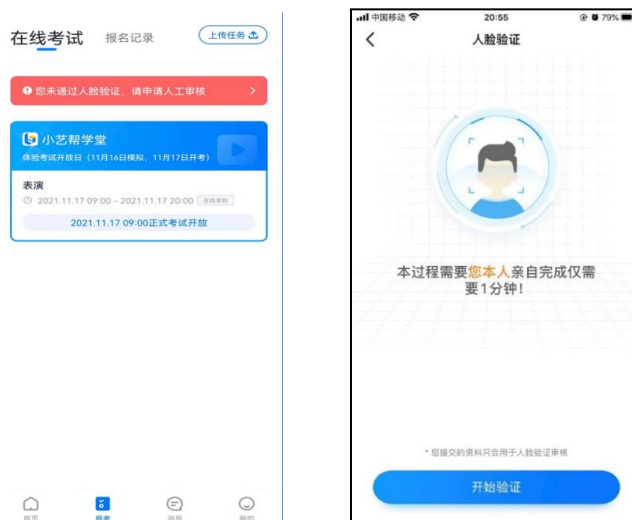 在线考试 报名记录 上传任务
您未通过人脸验证,请申请人工审核 >
小艺帮学堂
体验考试开放日(11月16日模拟,11月17日开考)
表演
2021.11.17 09:00 - 2021.11.17 20:00
2021.11.17 09:00正式考试开放
首页 报考 消息 我的
中国移动 20:55 79%
人脸验证
本过程需要您本人亲自完成仅需
要1分钟!
* 您提交的资料只会用于人脸验证审核
开始验证